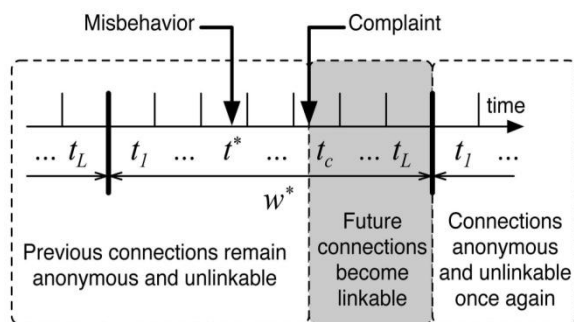 Misbehavior Complaint
time
... t_L t_1 ... t* ... t_c ... t_L t_1 ...
w*
Previous connections remain
anonymous and unlinkable
Future
connections
become
linkable
Connections
anonymous
and unlinkable
once again